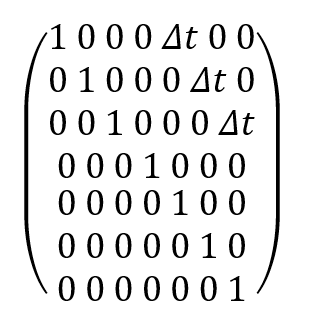 1 0 0 0 𝛥t 0 0
0 1 0 0 0 𝛥t 0
0 0 1 0 0 0 𝛥t
0 0 0 1 0 0 0
0 0 0 0 1 0 0
0 0 0 0 0 1 0
0 0 0 0 0 0 1